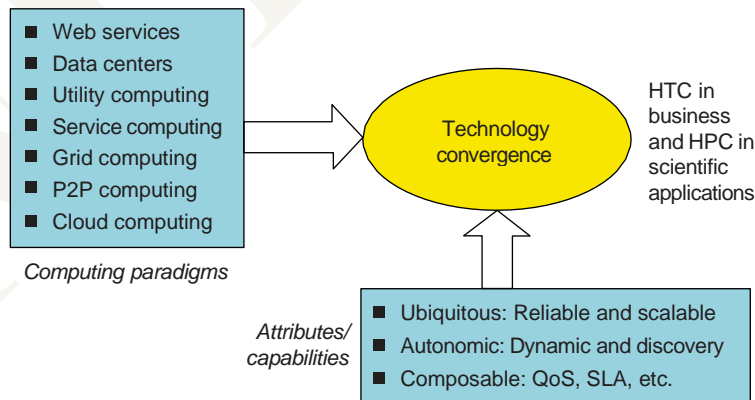 Web services
Data centers
Utility computing
Service computing
Grid computing
P2P computing
Cloud computing
Computing paradigms
Technology
convergence
HTC in
business
and HPC in
scientific
applications
Attributes/
capabilities
Ubiquitous: Reliable and scalable
Autonomic: Dynamic and discovery
Composable: QoS, SLA, etc.